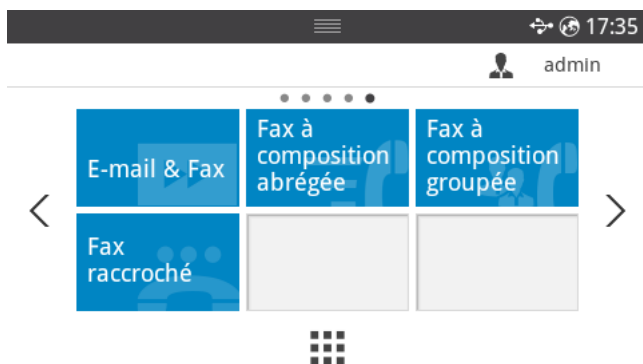 17:35
admin
E-mail & Fax
Fax à
composition
abrégée
Fax à
composition
groupée
Fax
raccroché